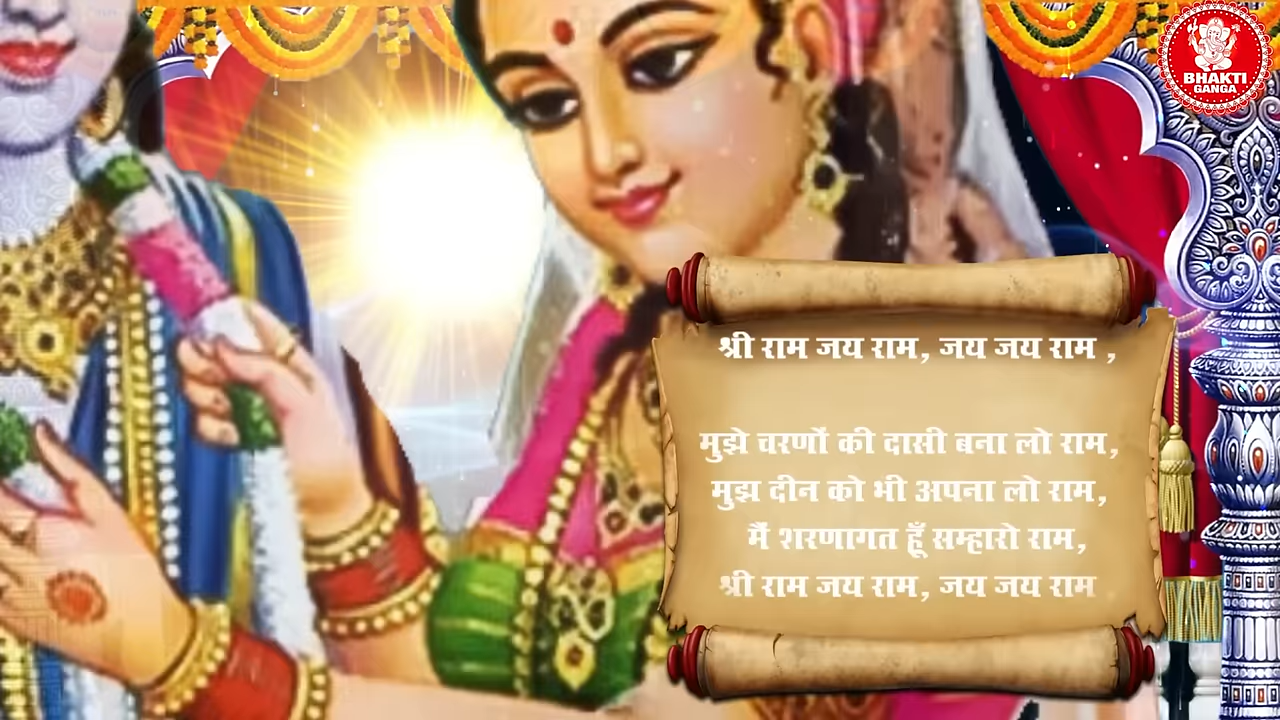 BHAKTI
GANGA
श्री राम जय राम, जय जय राम ,
मुझे चरणों की दासी बना लो राम,
मुझ दीन को भी अपना लो राम,
मैं शरणागत हूँ सम्हारो राम,
श्री राम जय राम, जय जय राम